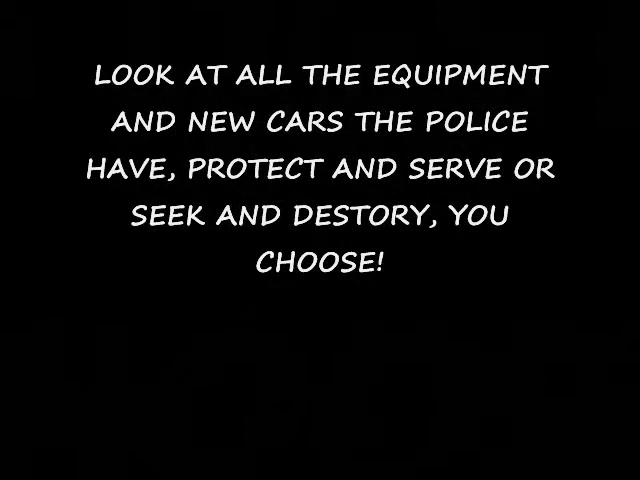 LOOK AT ALL THE EQUIPMENT
AND NEW CARS THE POLICE
HAVE, PROTECT AND SERVE OR
SEEK AND DESTORY, YOU
CHOOSE!